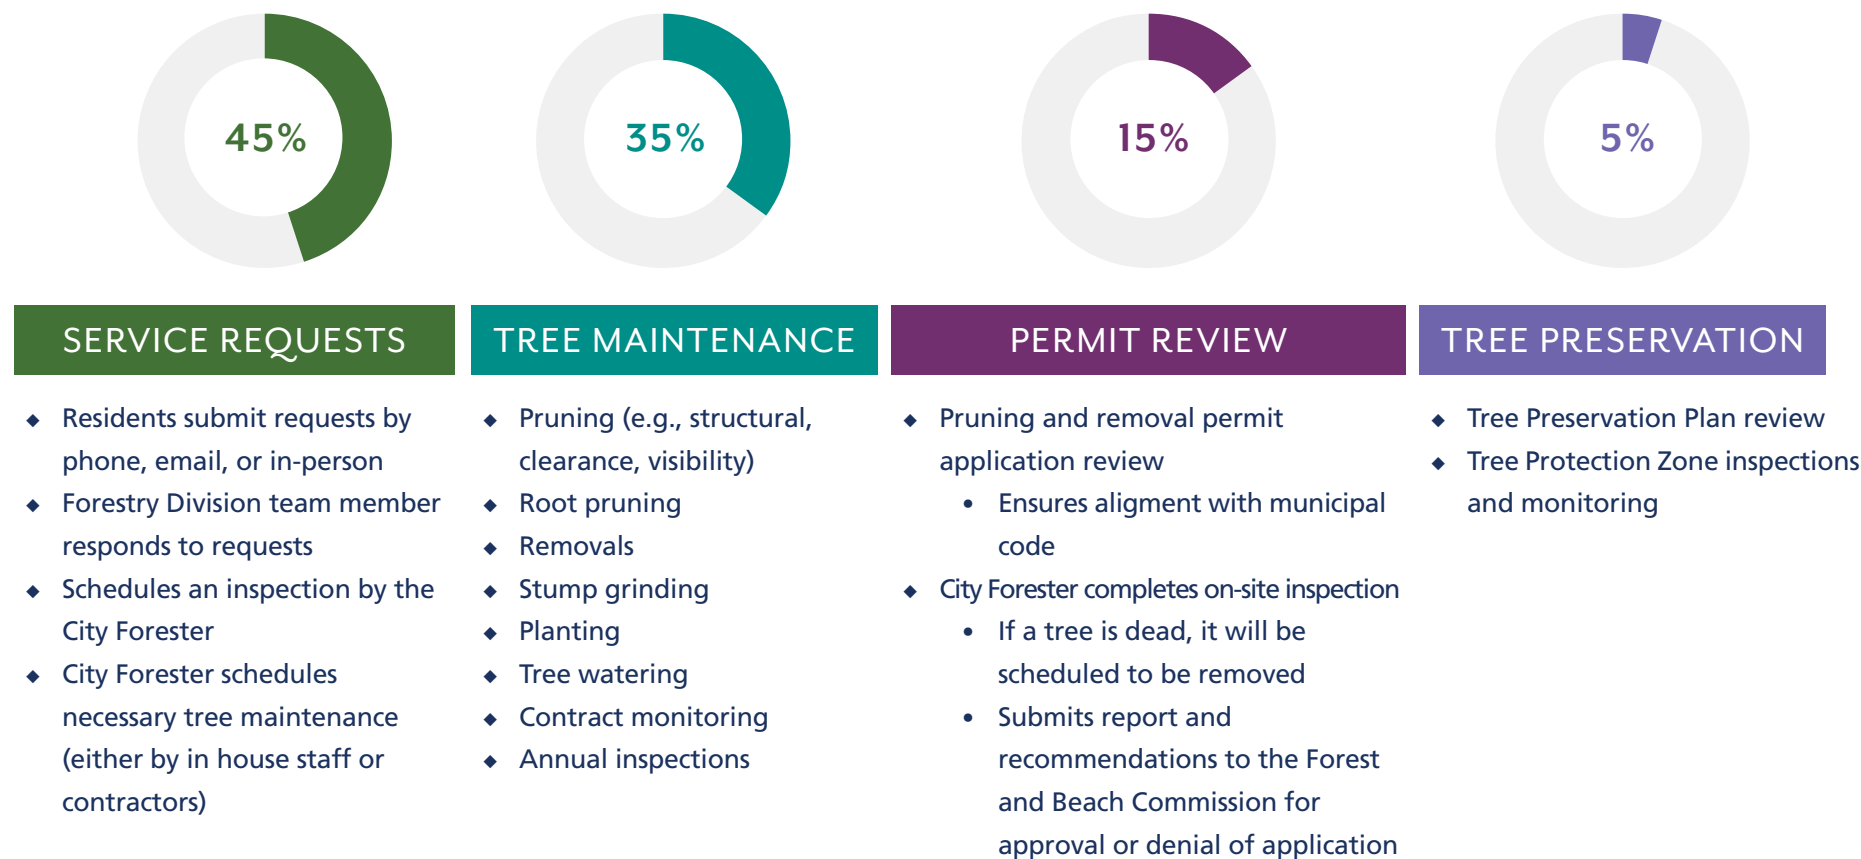 45%
35%
15%
5%
SERVICE REQUESTS
TREE MAINTENANCE
PERMIT REVIEW
TREE PRESERVATION
◆ Residents submit requests by
phone, email, or in-person
◆ Forestry Division team member
responds to requests
◆ Schedules an inspection by the
City Forester
◆ City Forester schedules
necessary tree maintenance
(either by in house staff or
contractors)
◆ Pruning (e.g., structural,
clearance, visibility)
◆ Root pruning
◆ Removals
◆ Stump grinding
◆ Planting
◆ Tree watering
◆ Contract monitoring
◆ Annual inspections
◆ Pruning and removal permit
application review
• Ensures aligment with municipal
code
◆ City Forester completes on-site inspection
• If a tree is dead, it will be
scheduled to be removed
• Submits report and
recommendations to the Forest
and Beach Commission for
approval or denial of application
◆ Tree Preservation Plan review
◆ Tree Protection Zone inspections
and monitoring